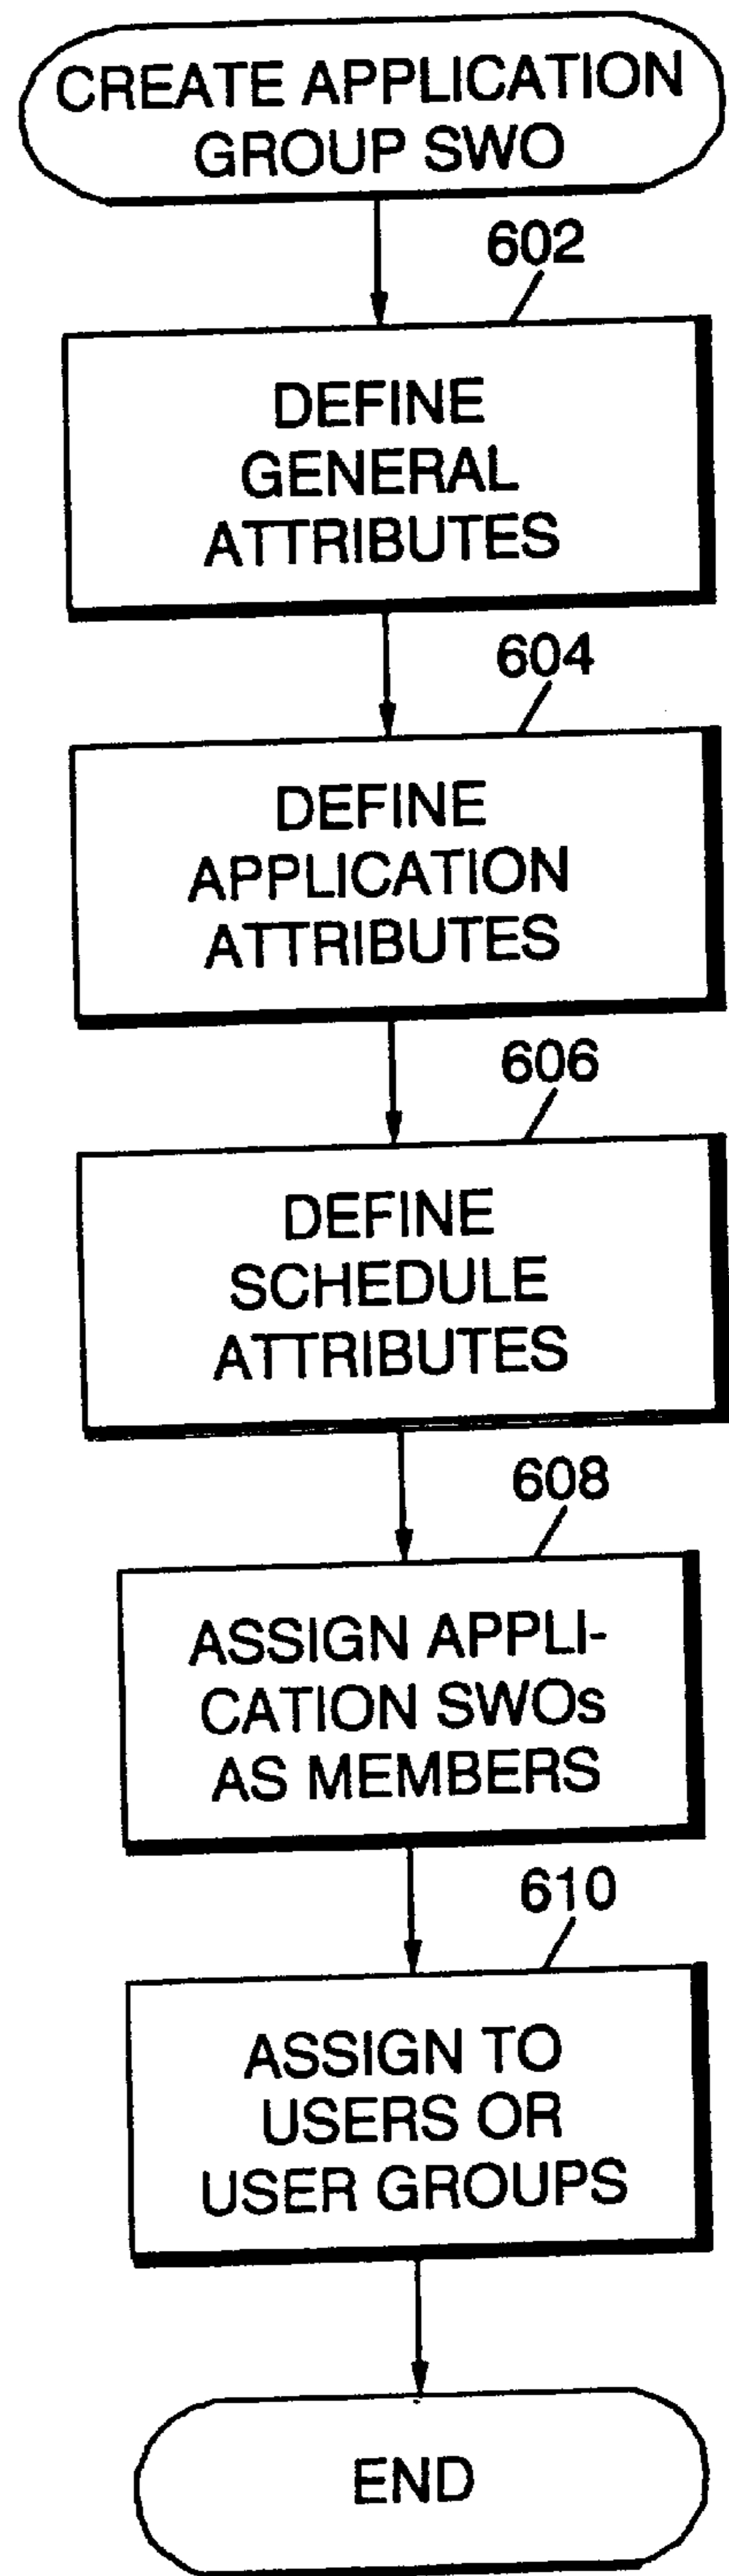 CREATE APPLICATION
GROUP SWO
602
DEFINE
GENERAL
ATTRIBUTES
604
DEFINE
APPLICATION
ATTRIBUTES
606
DEFINE
SCHEDULE
ATTRIBUTES
608
ASSIGN APPLI-
CATION SWOs
AS MEMBERS
610
ASSIGN TO
USERS OR
USER GROUPS
END